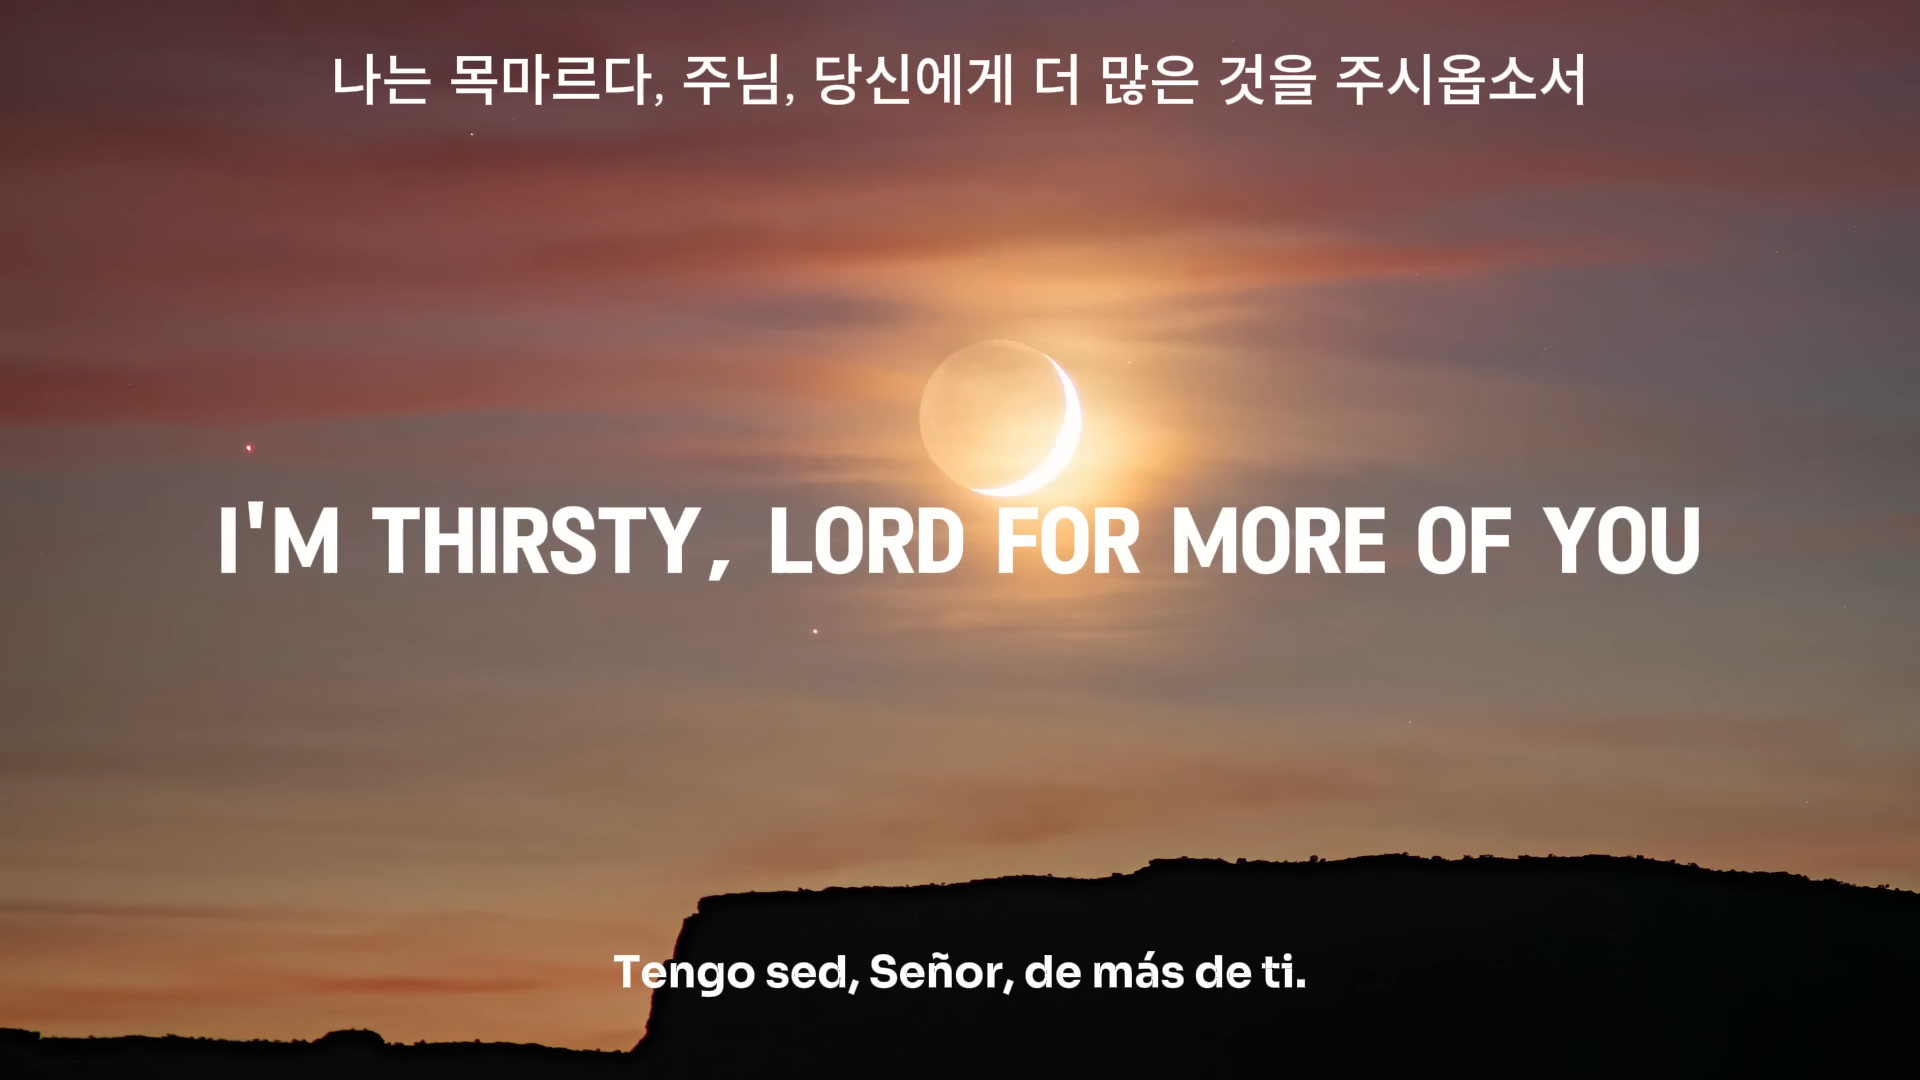 나는 목마르다, 주님, 당신에게 더 많은 것을 주시옵소서
I'M THIRSTY, LORD FOR MORE OF YOU
Tengo sed, Señor, de más de ti.